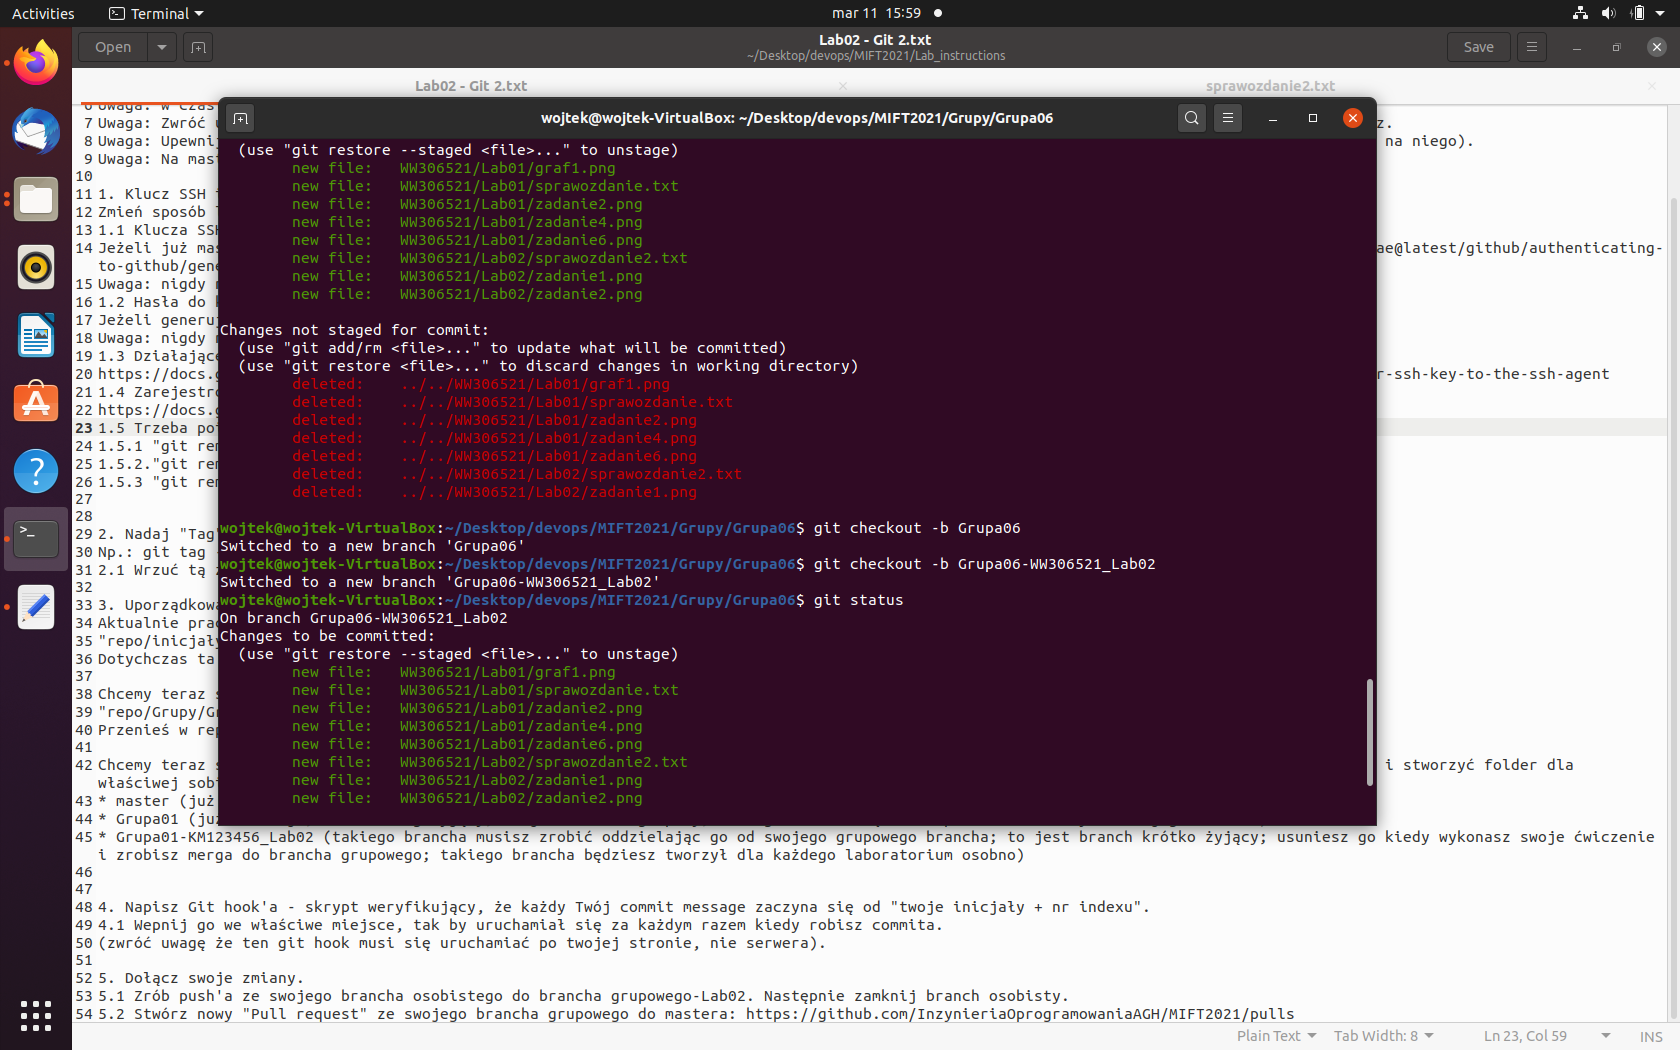 Activities
Terminal
mar 11 15:59
Open
Lab02 - Git 2.txt
~/Desktop/devops/MIFT2021/Lab_instructions
Save
Lab02 - Git 2.txt
sprawozdanie2.txt
6 Uwaga: W czas
7 Uwaga: Zwróć
z.
8 Uwaga: Upewnij
na niego).
9 Uwaga: Na mast
10
11 1. Klucz SSH
12 Zmień sposób
13 1.1 Klucza SSH
14 Jeżeli już mas
ae@latest/github/authenticating-
to-github/gene
15 Uwaga: nigdy
16 1.2 Hasła do
17 Jeżeli generuj
18 Uwaga: nigdy
19 1.3 Działające
20 https://docs.g
r-ssh-key-to-the-ssh-agent
21 1.4 Zarejestro
22 https://docs.g
23 1.5 Trzeba
24 1.5.1 "git rem
25 1.5.2."git rem
26 1.5.3 "git rem
27
28
29 2. Nadaj "Tag
30 Np.: git tag
31 2.1 Wrzuć tą
32
33 3. Uporządkowa
34 Aktualnie prac
35 "repo/inicjały
36 Dotychczas ta
37
38 Chcemy teraz
39 "repo/Grupy/Gr
40 Przenieś w rep
41
42 Chcemy teraz
i stworzyć folder dla
właściwej sobi
43 * master (już
44 * Grupa01 (już
45 * Grupa01-KM123456_Lab02 (takiego brancha musisz zrobić oddzielając go od swojego grupowego brancha; to jest branch krótko żyjący; usuniesz go kiedy wykonasz swoje ćwiczenie
i zrobisz merga do brancha grupowego; takiego brancha będziesz tworzył dla każdego laboratorium osobno)
46
47
48 4. Napisz Git hook'a - skrypt weryfikujący, że każdy Twój commit message zaczyna się od "twoje inicjały + nr indexu".
49 4.1 Wepnij go we właściwe miejsce, tak by uruchamiał się za każdym razem kiedy robisz commita.
50 (zwróć uwagę że ten git hook musi się uruchamiać po twojej stronie, nie serwera).
51
52 5. Dołącz swoje zmiany.
53 5.1 Zrób push'a ze swojego brancha osobistego do brancha grupowego-Lab02. Następnie zamknij branch osobisty.
54 5.2 Stwórz nowy "Pull request" ze swojego brancha grupowego do mastera: https://github.com/InzynieriaOprogramowaniaAGH/MIFT2021/pulls
Plain Text
Tab Width: 8
Ln 23, Col 59
INS
wojtek@wojtek-VirtualBox: ~/Desktop/devops/MIFT2021/Grupy/Grupa06
(use "git restore --staged <file>..." to unstage)
new file:   WW306521/Lab01/graf1.png
new file:   WW306521/Lab01/sprawozdanie.txt
new file:   WW306521/Lab01/zadanie2.png
new file:   WW306521/Lab01/zadanie4.png
new file:   WW306521/Lab01/zadanie6.png
new file:   WW306521/Lab02/sprawozdanie2.txt
new file:   WW306521/Lab02/zadanie1.png
new file:   WW306521/Lab02/zadanie2.png
Changes not staged for commit:
(use "git add/rm <file>..." to update what will be committed)
(use "git restore <file>..." to discard changes in working directory)
deleted:    ../../WW306521/Lab01/graf1.png
deleted:    ../../WW306521/Lab01/sprawozdanie.txt
deleted:    ../../WW306521/Lab01/zadanie2.png
deleted:    ../../WW306521/Lab01/zadanie4.png
deleted:    ../../WW306521/Lab01/zadanie6.png
deleted:    ../../WW306521/Lab02/sprawozdanie2.txt
deleted:    ../../WW306521/Lab02/zadanie1.png
wojtek@wojtek-VirtualBox:~/Desktop/devops/MIFT2021/Grupy/Grupa06$ git checkout -b Grupa06
Switched to a new branch 'Grupa06'
wojtek@wojtek-VirtualBox:~/Desktop/devops/MIFT2021/Grupy/Grupa06$ git checkout -b Grupa06-WW306521_Lab02
Switched to a new branch 'Grupa06-WW306521_Lab02'
wojtek@wojtek-VirtualBox:~/Desktop/devops/MIFT2021/Grupy/Grupa06$ git status
On branch Grupa06-WW306521_Lab02
Changes to be committed:
(use "git restore --staged <file>..." to unstage)
new file:   WW306521/Lab01/graf1.png
new file:   WW306521/Lab01/sprawozdanie.txt
new file:   WW306521/Lab01/zadanie2.png
new file:   WW306521/Lab01/zadanie4.png
new file:   WW306521/Lab01/zadanie6.png
new file:   WW306521/Lab02/sprawozdanie2.txt
new file:   WW306521/Lab02/zadanie1.png
new file:   WW306521/Lab02/zadanie2.png